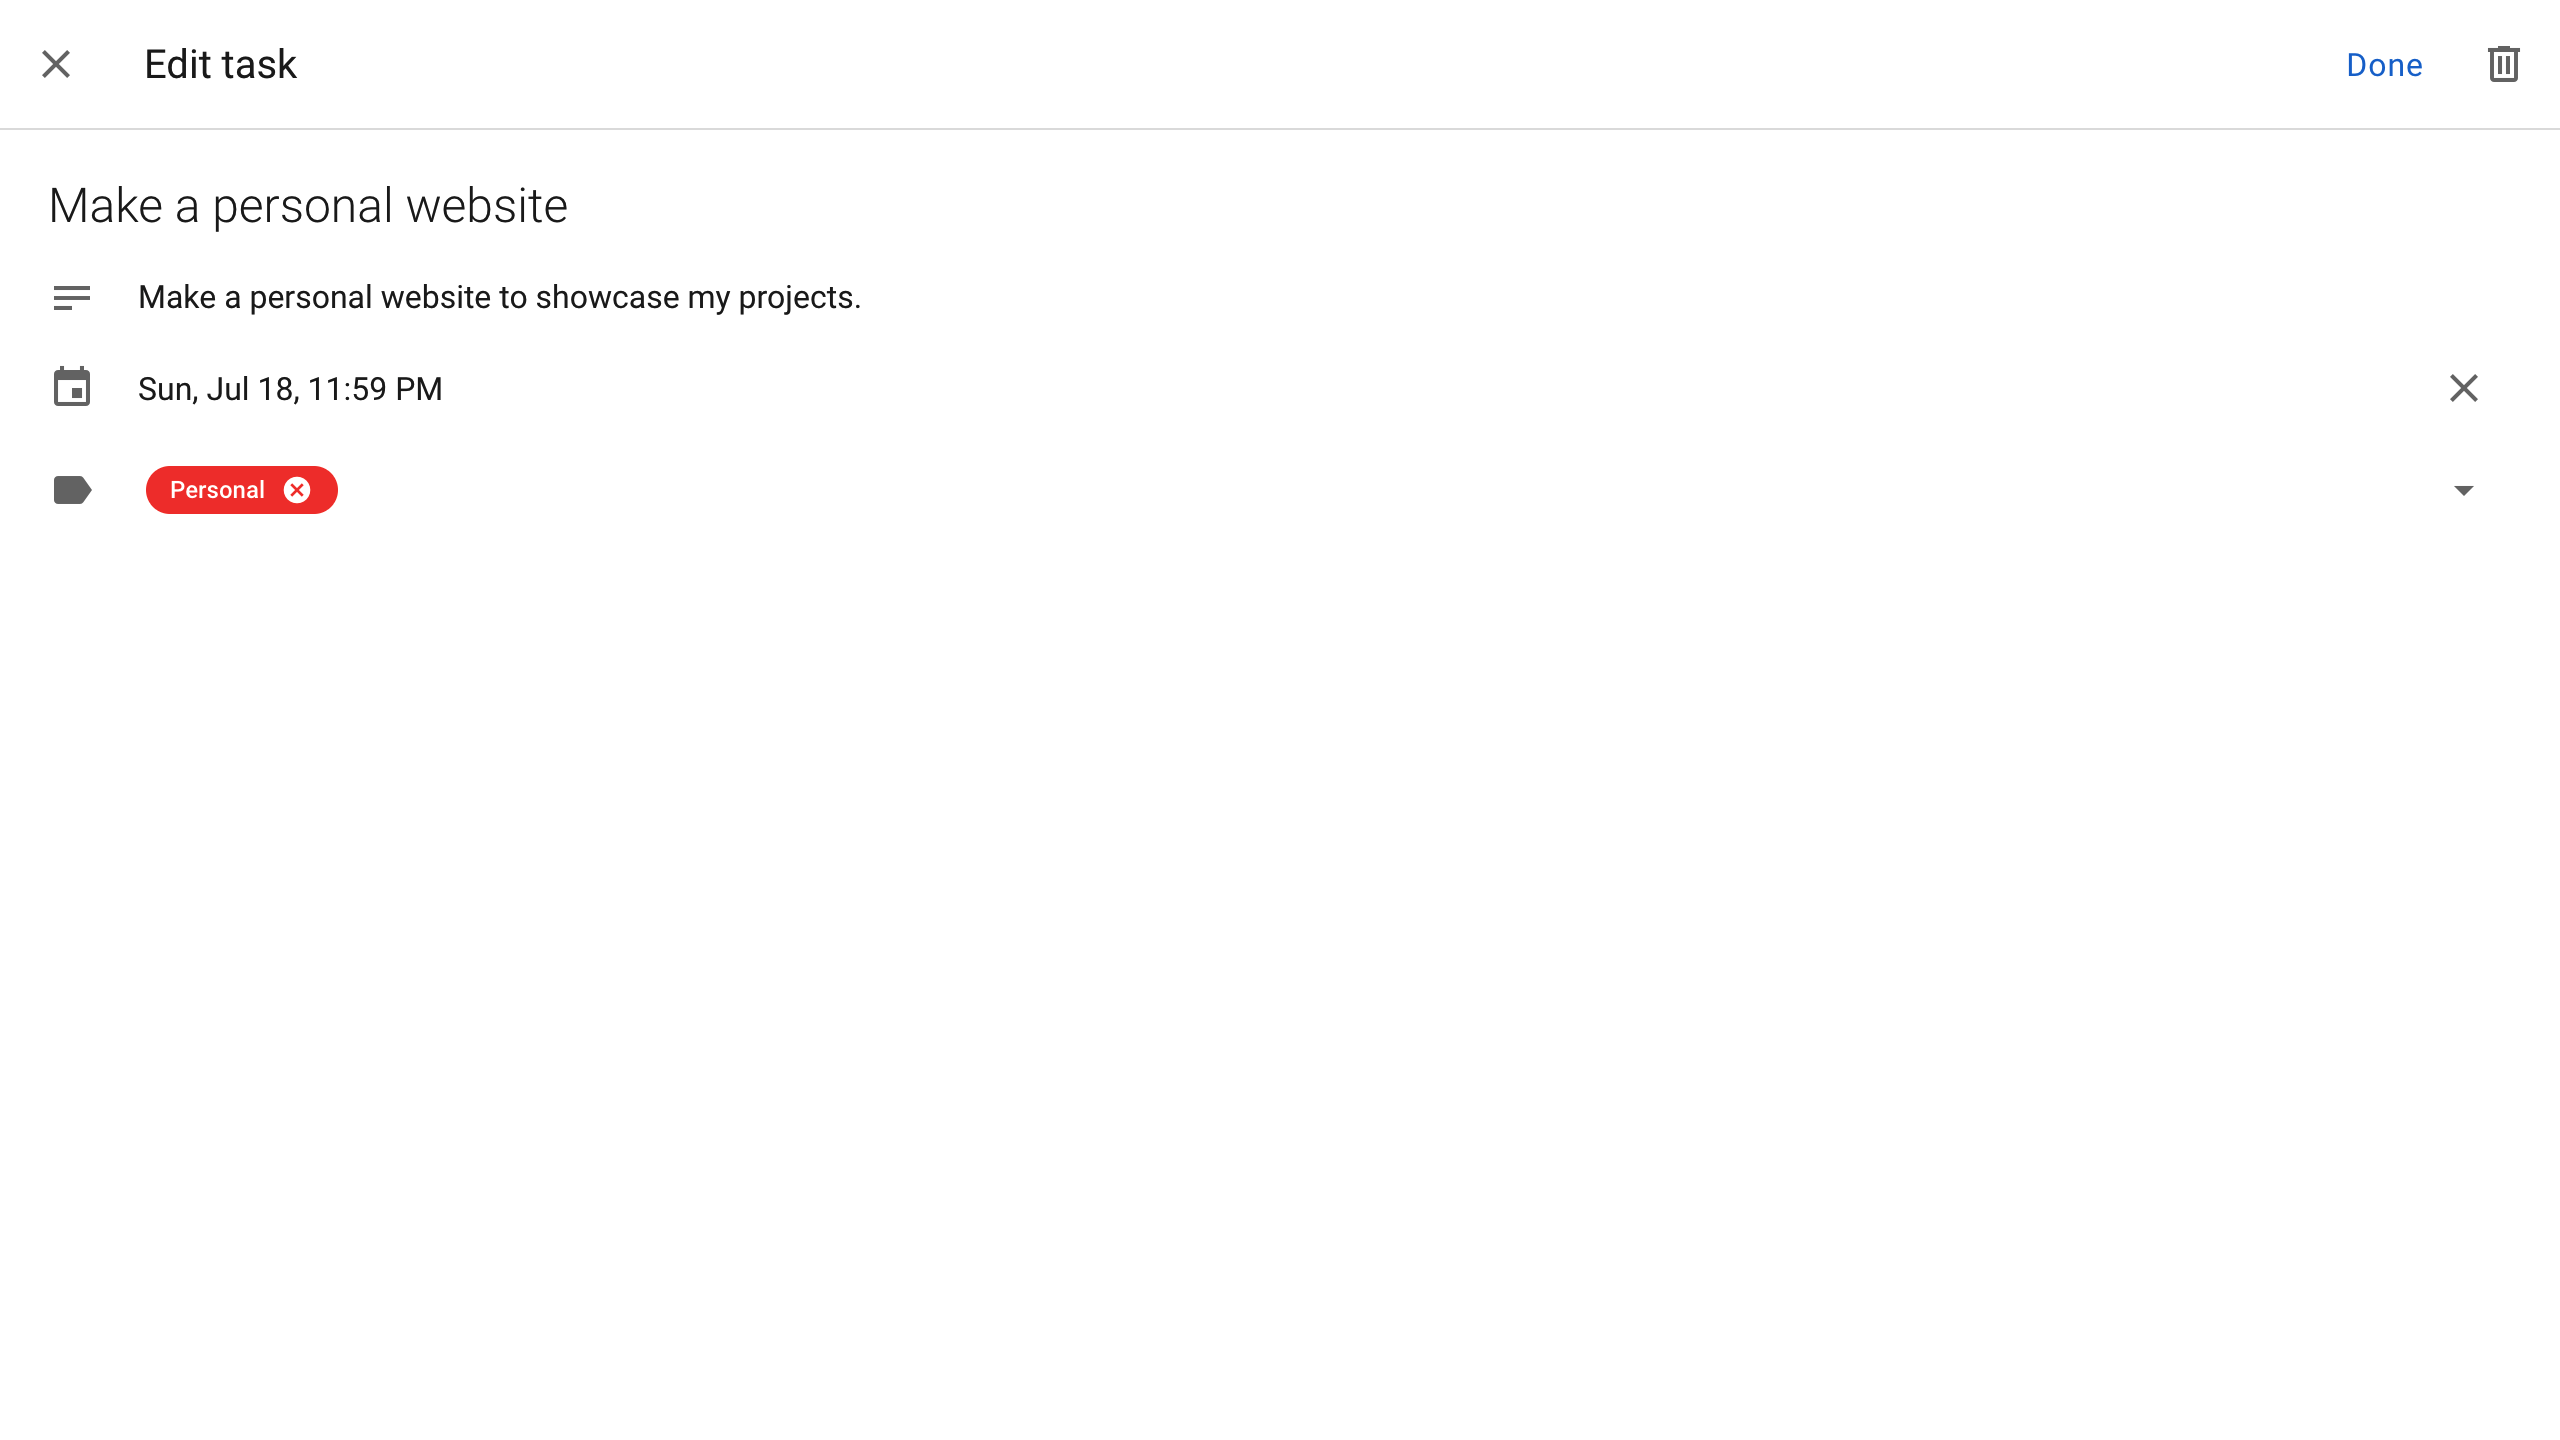 Edit task
Done
Make a personal website
Make a personal website to showcase my projects.
Sun, Jul 18, 11:59 PM
Personal